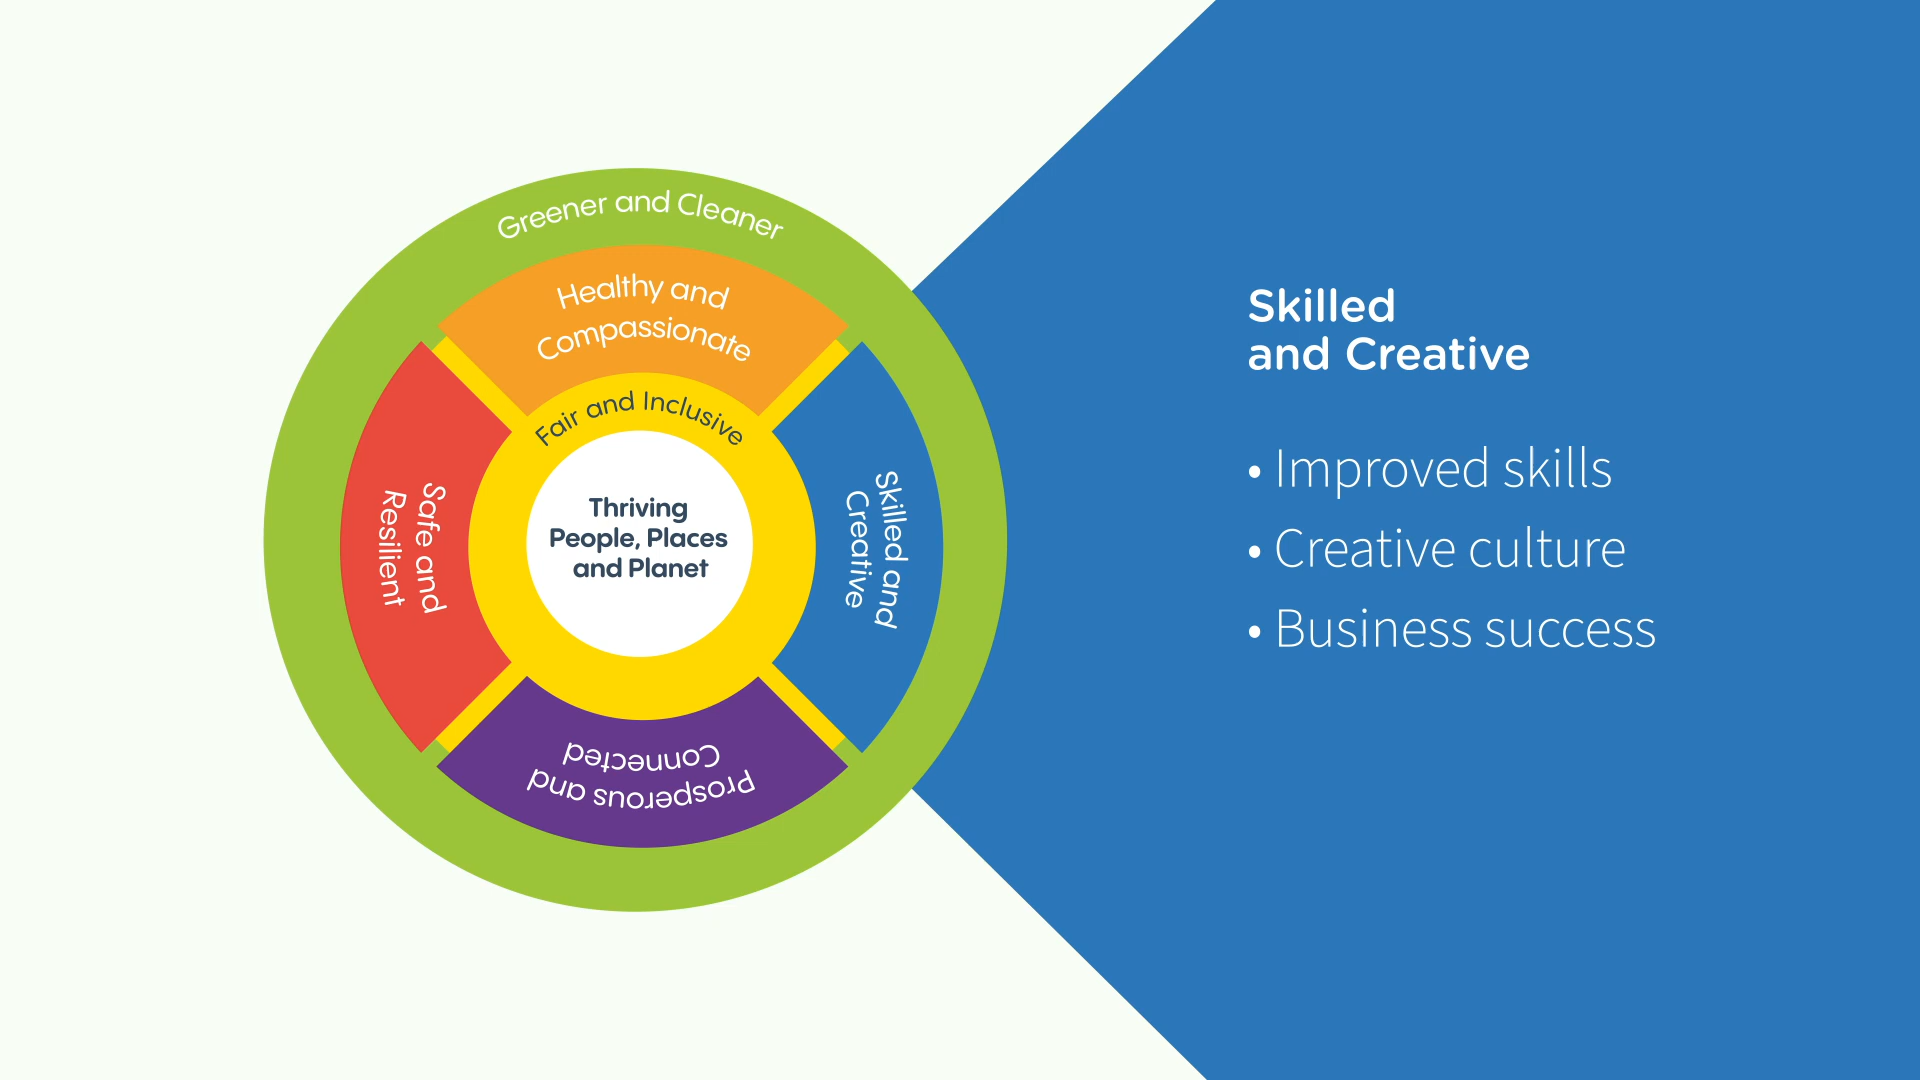 Greener and Cleaner
Healthy and
Compassionate
Fair and Inclusive
Thriving
People, Places
and Planet
Safe and
Resilient
Skilled and
Creative
Prosperous and
Connected
Skilled
and Creative
• Improved skills
• Creative culture
• Business success